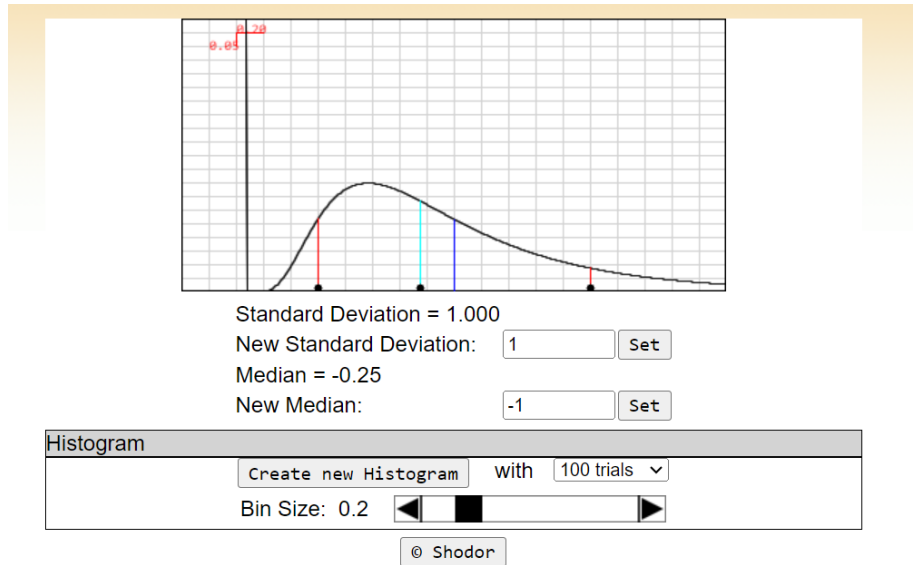 0.20
0.05
Standard Deviation = 1.000
New Standard Deviation: 1 Set
Median = -0.25
New Median: -1 Set
Histogram
Create new Histogram with 100 trials
Bin Size: 0.2
© Shodor